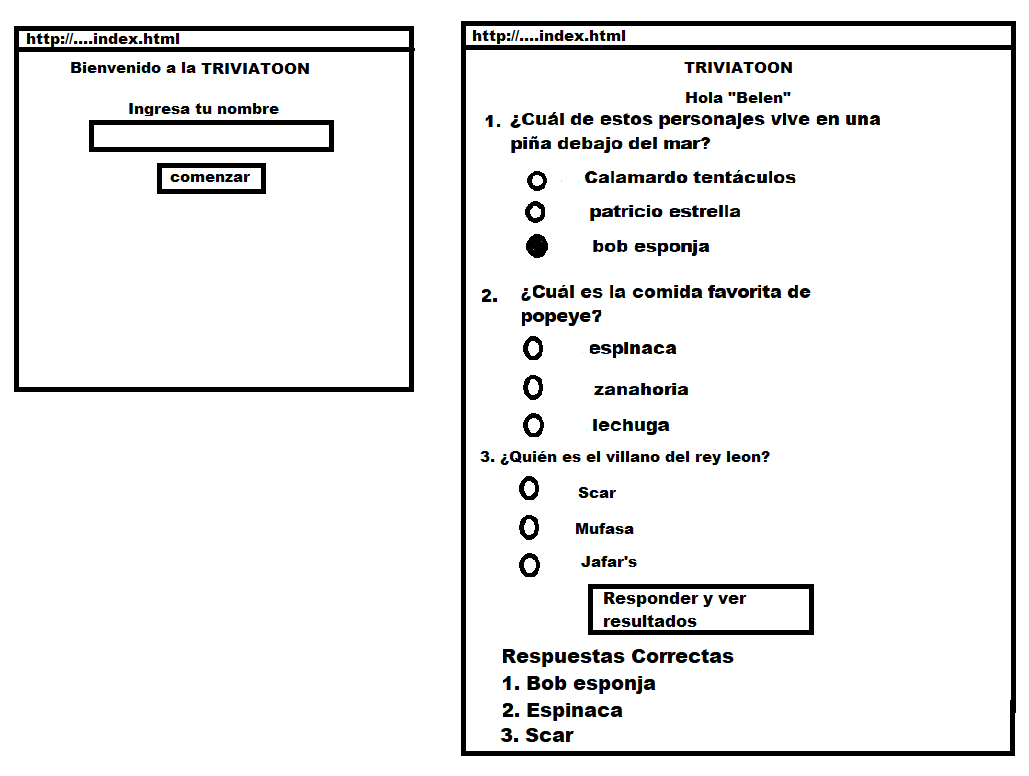 http://....index.html
Bienvenido a la TRIVIATOON
Ingresa tu nombre
comenzar
http://....index.html
TRIVIATOON
Hola "Belen"
1. ¿Cuál de estos personajes vive en una
piña debajo del mar?
Calamardo tentáculos
patricio estrella
bob esponja
2. ¿Cuál es la comida favorita de
popeye?
espinaca
zanahoria
lechuga
3. ¿Quién es el villano del rey leon?
Scar
Mufasa
Jafar's
Responder y ver
resultados
Respuestas Correctas
1. Bob esponja
2. Espinaca
3. Scar